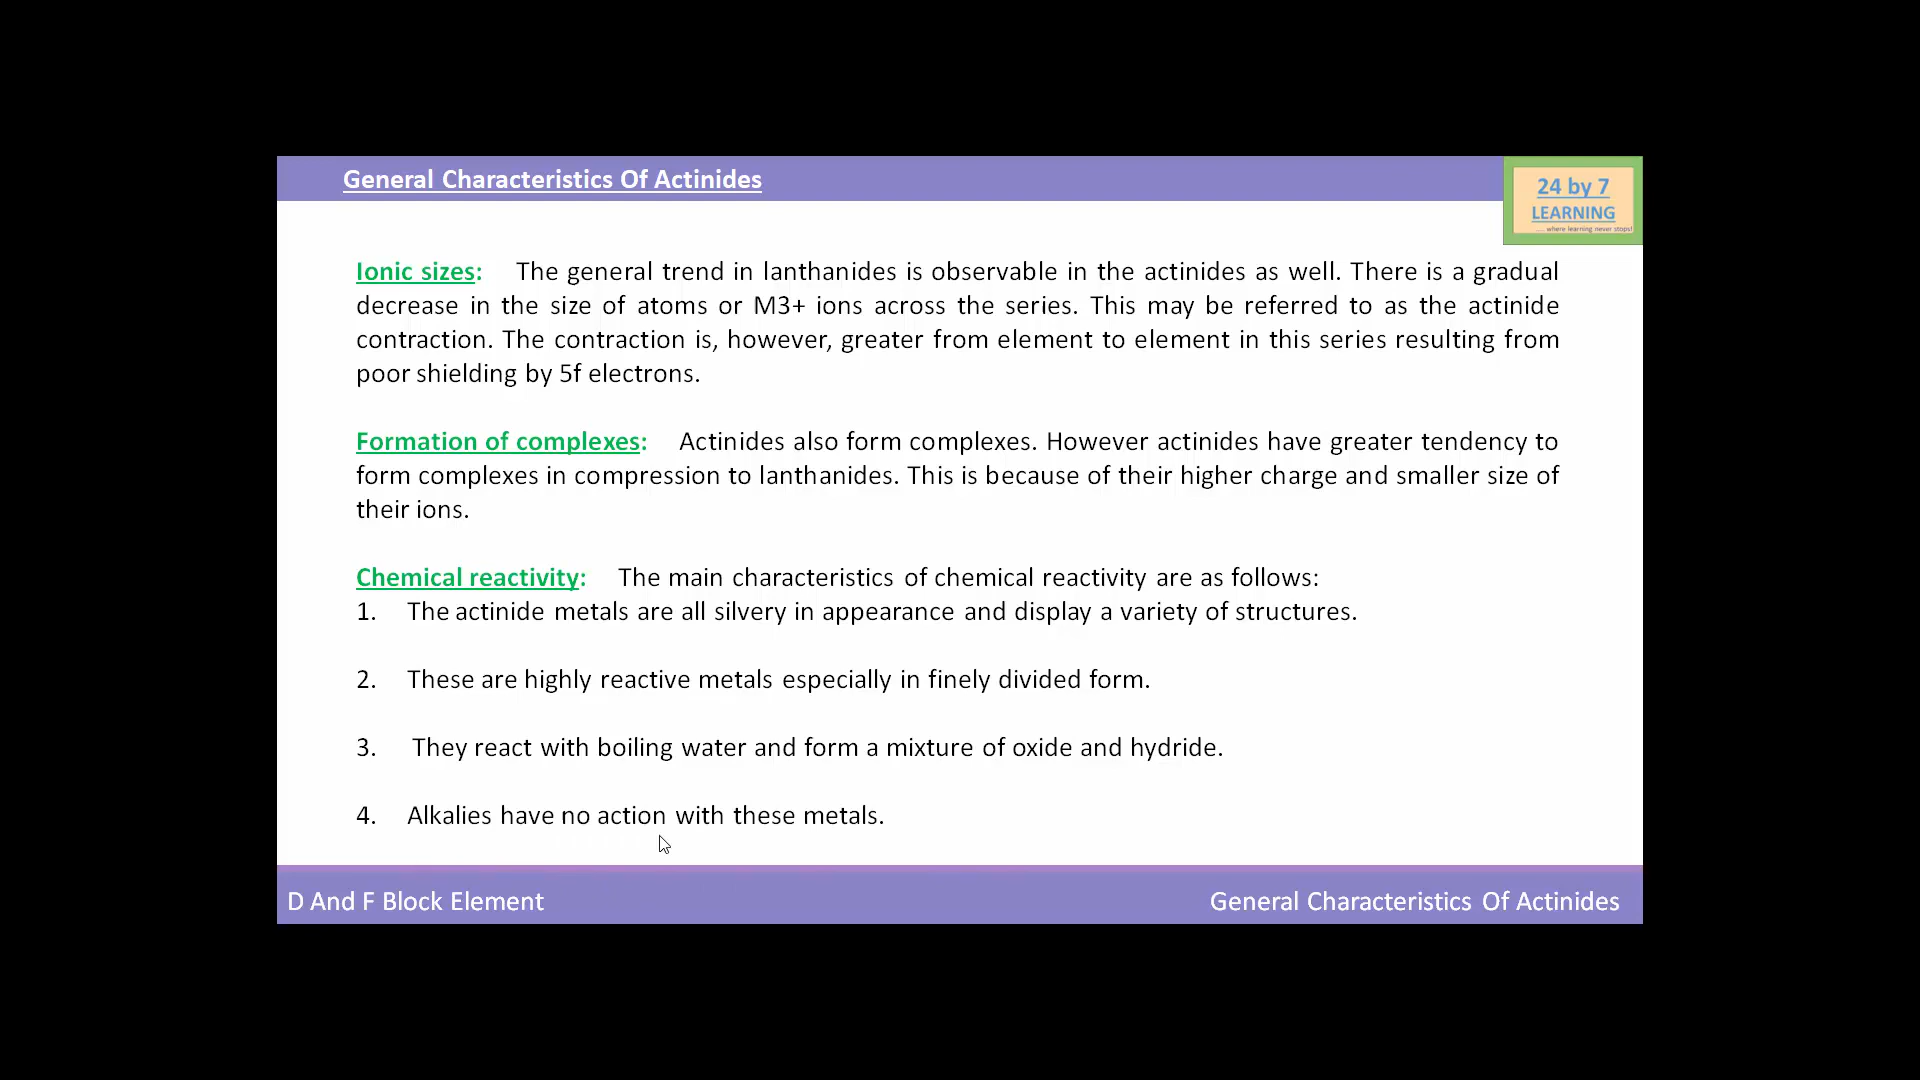 General Characteristics Of Actinides
24 by 7
LEARNING
.... where learning never stops!
Ionic sizes: The general trend in lanthanides is observable in the actinides as well. There is a gradual
decrease in the size of atoms or M3+ ions across the series. This may be referred to as the actinide
contraction. The contraction is, however, greater from element to element in this series resulting from
poor shielding by 5f electrons.
Formation of complexes: Actinides also form complexes. However actinides have greater tendency to
form complexes in compression to lanthanides. This is because of their higher charge and smaller size of
their ions.
Chemical reactivity: The main characteristics of chemical reactivity are as follows:
1. The actinide metals are all silvery in appearance and display a variety of structures.
2. These are highly reactive metals especially in finely divided form.
3. They react with boiling water and form a mixture of oxide and hydride.
4. Alkalies have no action with these metals.
D And F Block Element
General Characteristics Of Actinides